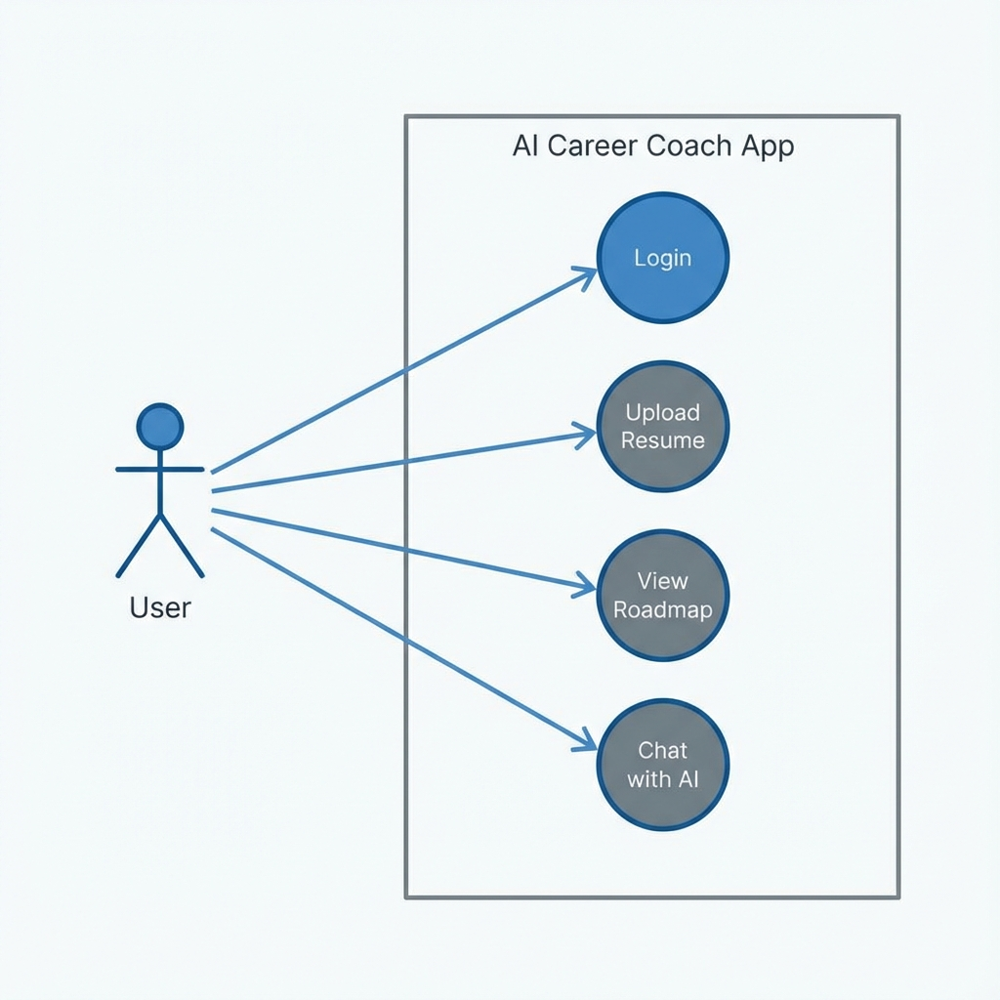 AI Career Coach App
Login
Upload
Resume
View
Roadmap
Chat
with AI
User